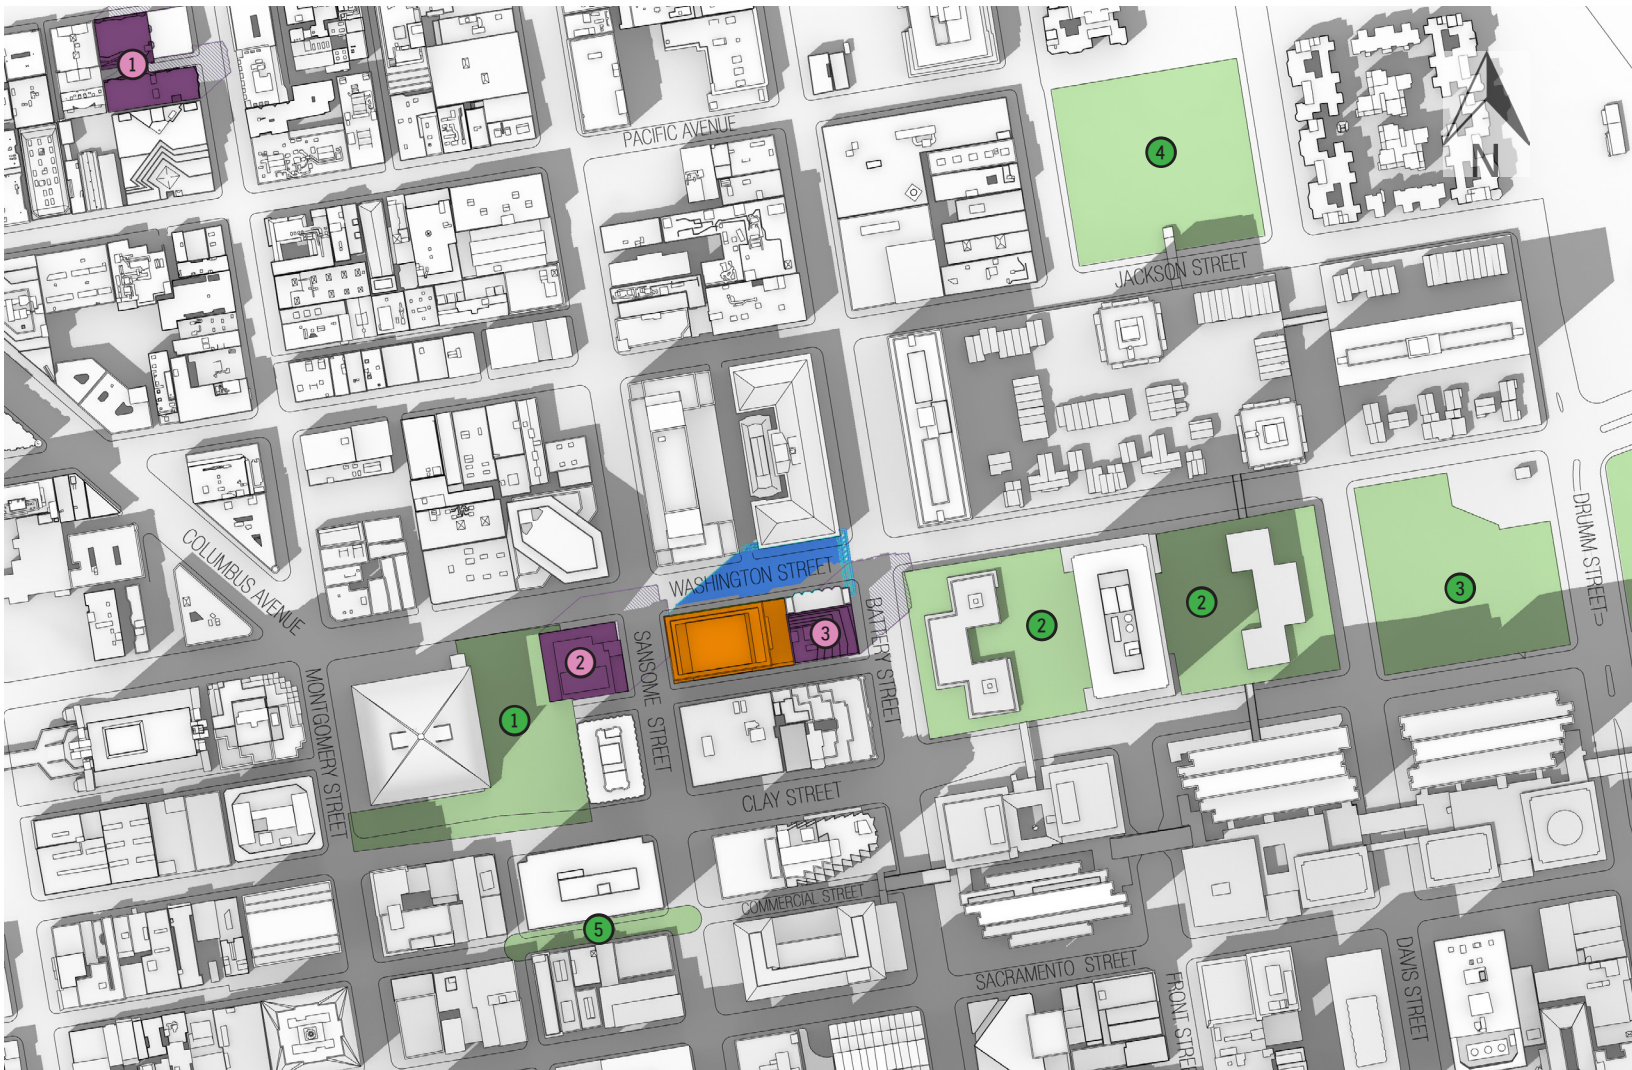 1
PACIFIC AVENUE
4
N
JACKSON STREET
COLUMBUS AVENUE
WASHINGTON STREET
DRUMM STREET
3
2
2
3
2
BATTERY STREET
SANSOME STREET
MONTGOMERY STREET
1
CLAY STREET
COMMERCIAL STREET
5
SACRAMENTO STREET
FRONT STREE
DAVIS STREET